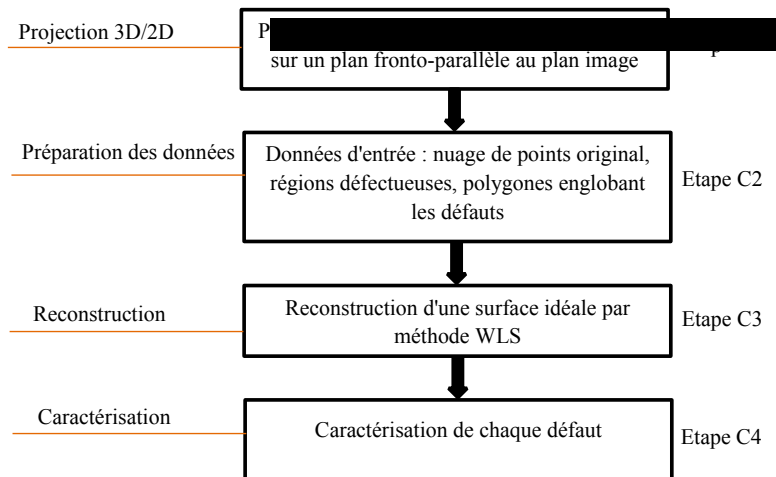 Projection 3D/2D
sur un plan fronto-parallèle au plan image
Préparation des données
Données d'entrée : nuage de points original,
régions défectueuses, polygones englobant
les défauts
Etape C2
Reconstruction
Reconstruction d'une surface idéale par
méthode WLS
Etape C3
Caractérisation
Caractérisation de chaque défaut
Etape C4